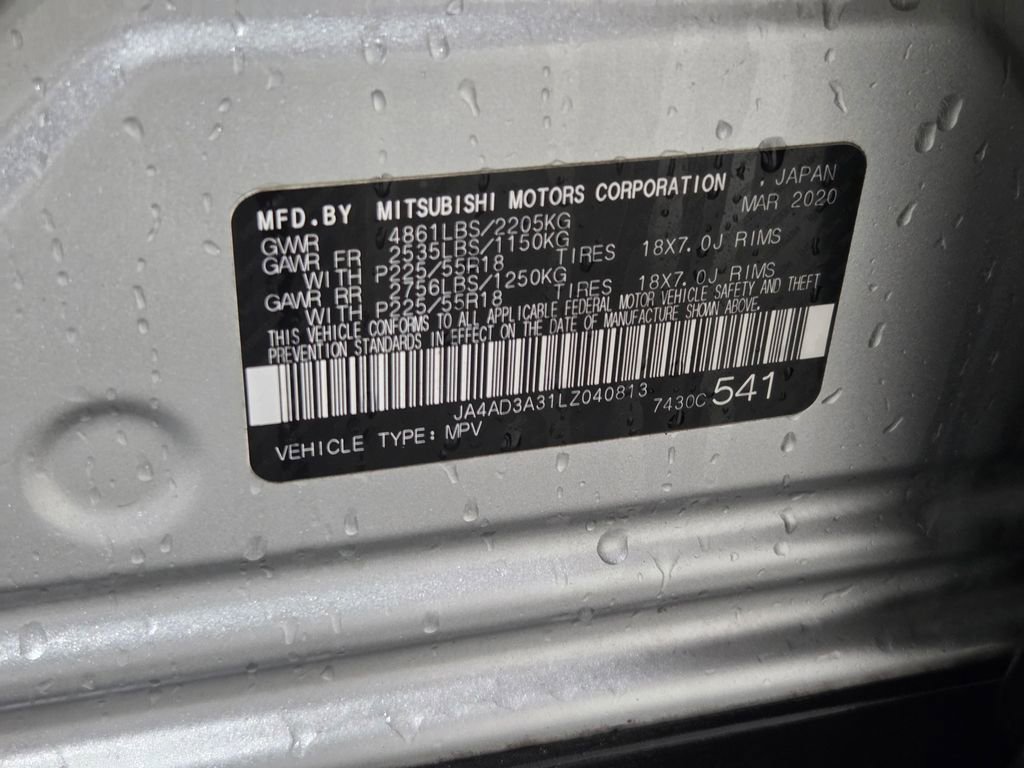 MFD.BY MITSUBISHI MOTORS CORPORATION, JAPAN
GVWR 4861LBS/2205KG MAR 2020
GAWR FR 2535LBS/1150KG
WITH P225/55R18 TIRES 18X7.0J RIMS
GAWR RR 2756LBS/1250KG
WITH P225/55R18 TIRES 18X7.0J RIMS
THIS VEHICLE CONFORMS TO ALL APPLICABLE FEDERAL MOTOR VEHICLE SAFETY AND THEFT
PREVENTION STANDARDS IN EFFECT ON THE DATE OF MANUFACTURE SHOWN ABOVE.
JA4AD3A31LZ040813
VEHICLE TYPE: MPV 7430C 541